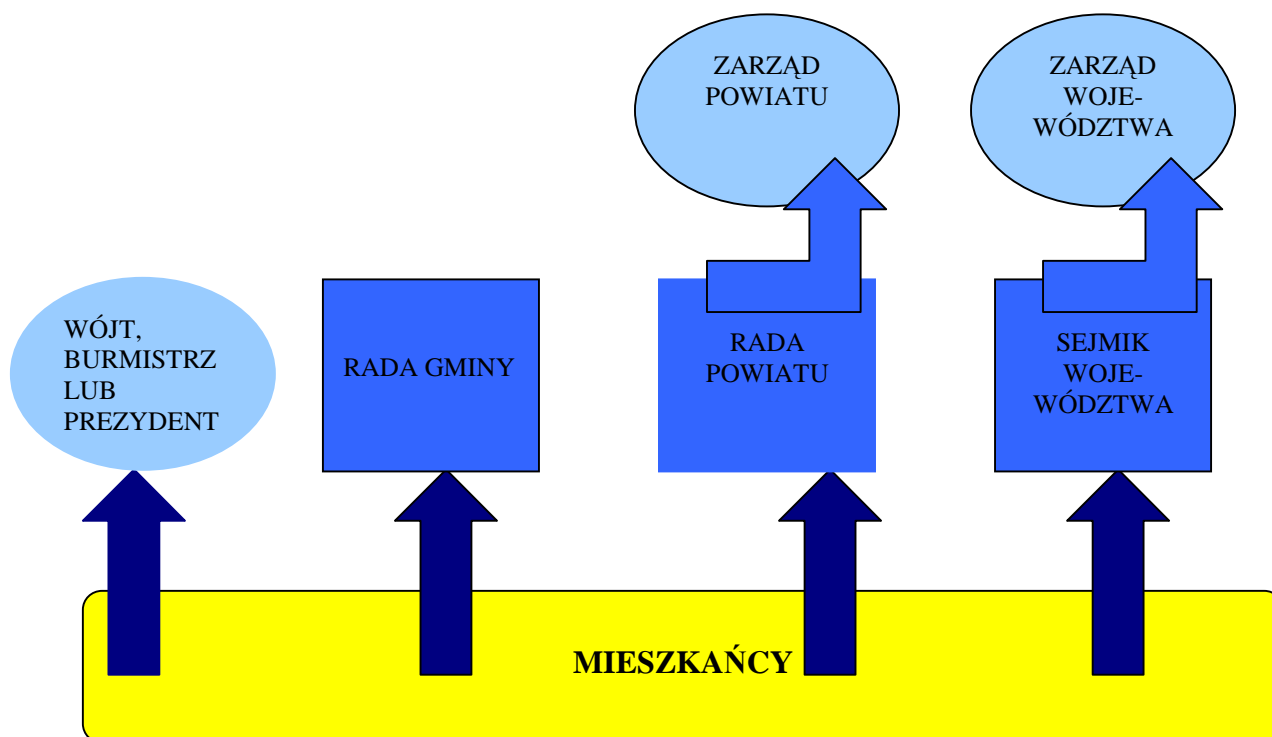 ZARZĄD
POWIATU
ZARZĄD
WOJE-
WÓDZTWA
WÓJT,
BURMISTRZ
LUB
PREZYDENT
RADA GMINY
RADA
POWIATU
SEJMIK
WOJE-
WÓDZTWA
MIESZKAŃCY